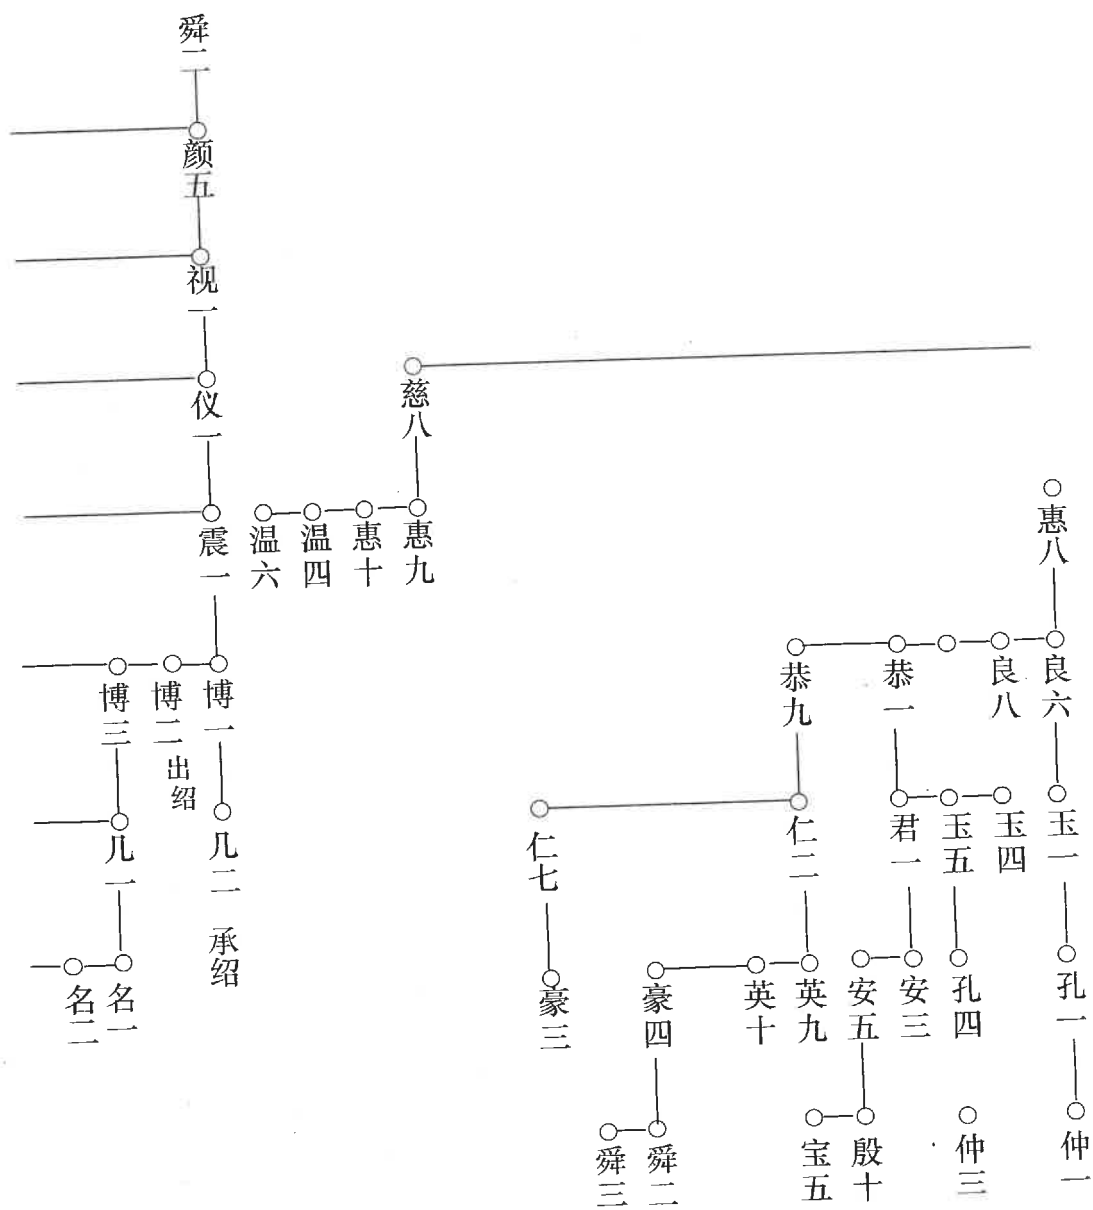 舜二
颜五
视一
仪一
慈八
震一
温六
温四
惠十
惠九
惠八
博三
博二
出绍
博一
恭九
恭一
良八
良六
几一
几二
承绍
仁七
仁二
君一
玉五
玉四
玉一
名二
名一
豪三
豪四
英十
英九
安五
安三
孔四
孔一
舜三
舜二
宝五
殷十
仲三
仲一